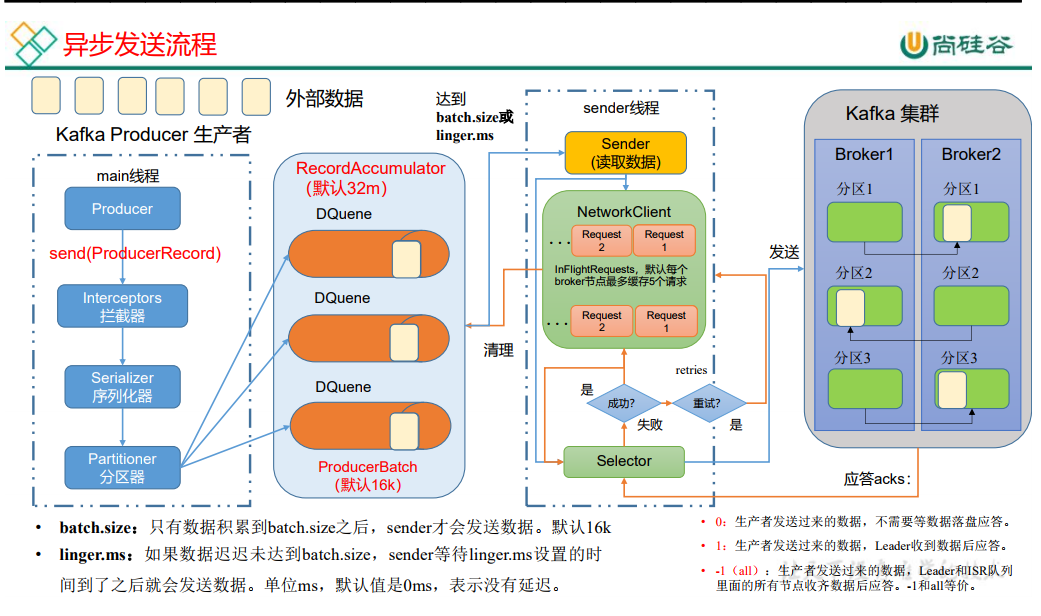 异步发送流程
尚硅谷
外部数据
Kafka Producer 生产者
达到
batch.size或
linger.ms
main线程
Producer
send(ProducerRecord)
Interceptors
拦截器
Serializer
序列化器
Partitioner
分区器
RecordAccumulator
(默认32m)
DQuene
DQuene
DQuene
ProducerBatch
(默认16k)
sender线程
Sender
(读取数据)
NetworkClient
... Request 2 Request 1
InFlightRequests，默认每个
broker节点最多缓存5个请求
... Request 2 Request 1
清理
retries
是
成功?
重试?
失败
是
Selector
发送
Kafka 集群
Broker1
Broker2
分区1
分区1
分区2
分区2
分区3
分区3
应答acks：
• batch.size：只有数据积累到batch.size之后，sender才会发送数据。默认16k
• linger.ms：如果数据迟迟未达到batch.size，sender等待linger.ms设置的时
间到了之后就会发送数据。单位ms，默认值是0ms，表示没有延迟。
• 0：生产者发送过来的数据，不需要等数据落盘应答。
• 1：生产者发送过来的数据，Leader收到数据后应答。
• -1（all）：生产者发送过来的数据，Leader和ISR队列
里面的所有节点收齐数据后应答。-1和all等价。